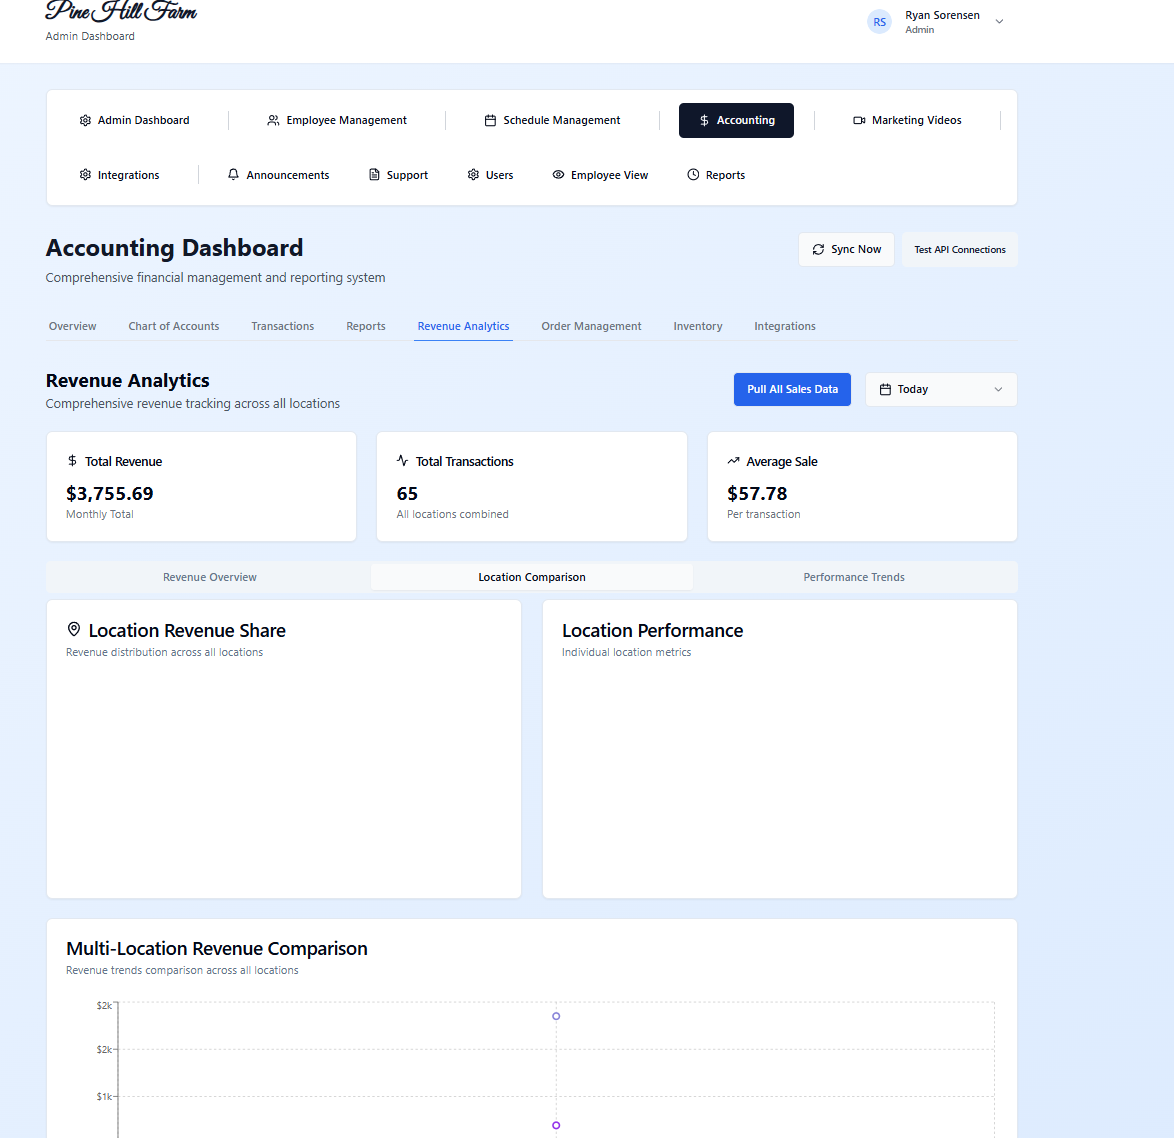 Pine Hill Farm
Admin Dashboard
RS
Ryan Sorensen
Admin
Admin Dashboard
Employee Management
Schedule Management
Accounting
Marketing Videos
Integrations
Announcements
Support
Users
Employee View
Reports
Accounting Dashboard
Comprehensive financial management and reporting system
Sync Now
Test API Connections
Overview
Chart of Accounts
Transactions
Reports
Revenue Analytics
Order Management
Inventory
Integrations
Revenue Analytics
Comprehensive revenue tracking across all locations
Pull All Sales Data
Today
Total Revenue
$3,755.69
Monthly Total
Total Transactions
65
All locations combined
Average Sale
$57.78
Per transaction
Revenue Overview
Location Comparison
Performance Trends
Location Revenue Share
Revenue distribution across all locations
Location Performance
Individual location metrics
Multi-Location Revenue Comparison
Revenue trends comparison across all locations
$2k
$2k
$1k